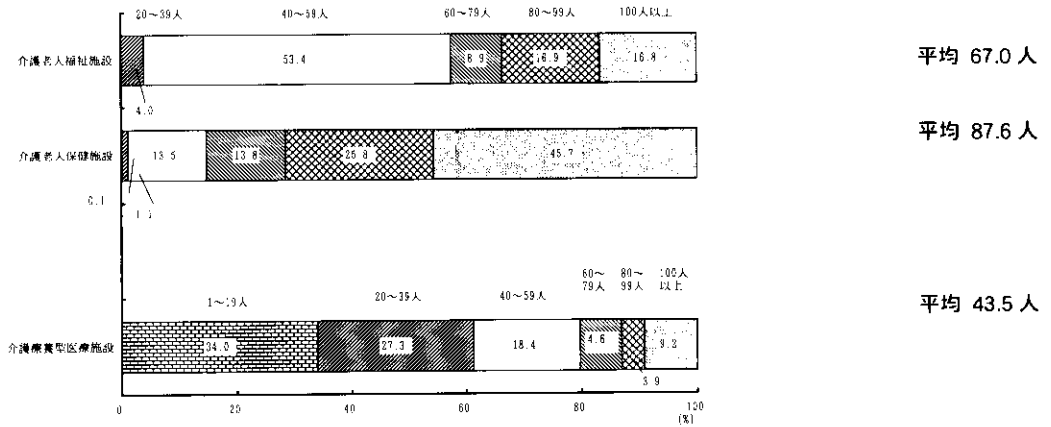 20～39人 40～59人 60～79人 80～99人 100人以上
介護老人福祉施設 53.4 8.9 16.9 16.8 平均 67.0 人
4.0
介護老人保健施設 13.5 13.8 25.8 45.7 平均 87.6 人
0.1
60～79人 80～99人 100人以上
1～19人 20～39人 40～59人 平均 43.5 人
介護療養型医療施設 34.0 27.3 18.4 4.6 9.2
3.9
0 20 40 60 80 100
(%)